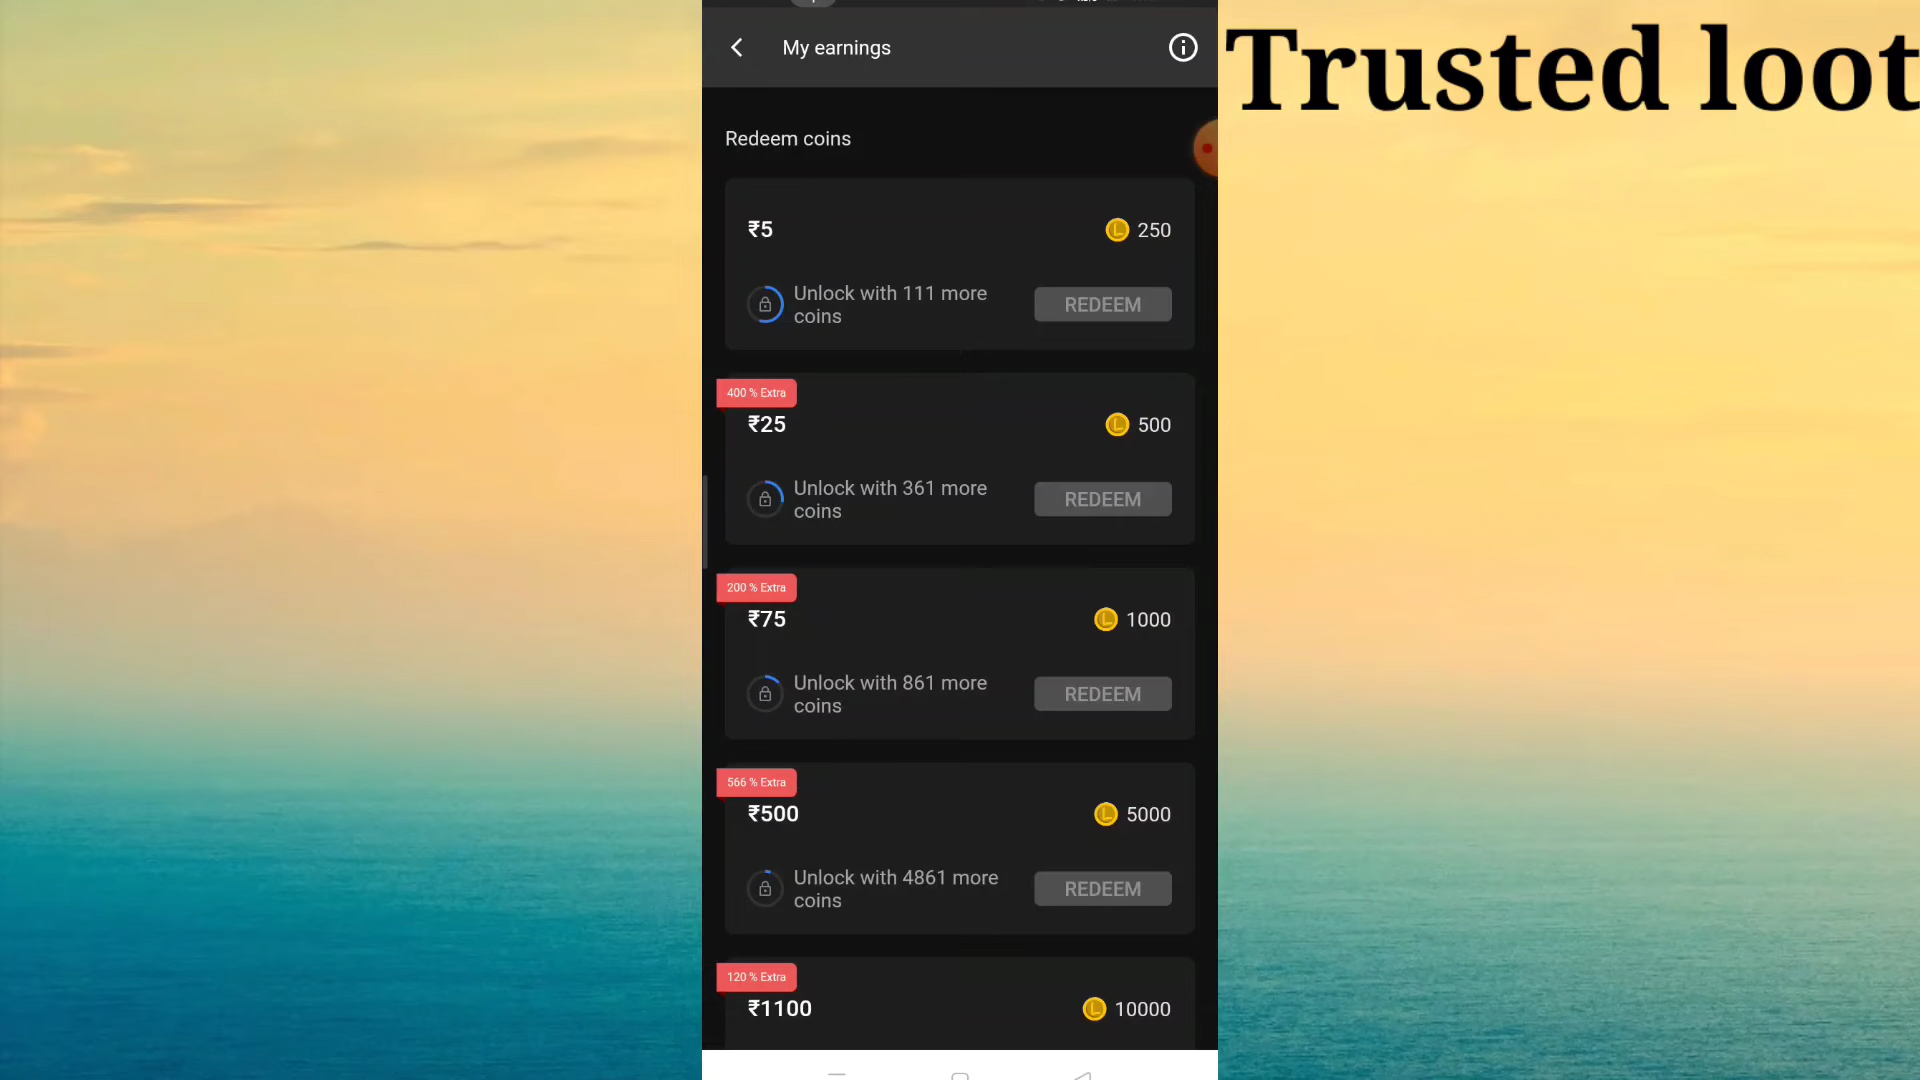 My earnings
Trusted loot
Redeem coins
₹5
250
Unlock with 111 more
coins
REDEEM
400 % Extra
₹25
500
Unlock with 361 more
coins
REDEEM
200 % Extra
₹75
1000
Unlock with 861 more
coins
REDEEM
566 % Extra
₹500
5000
Unlock with 4861 more
coins
REDEEM
120 % Extra
₹1100
10000